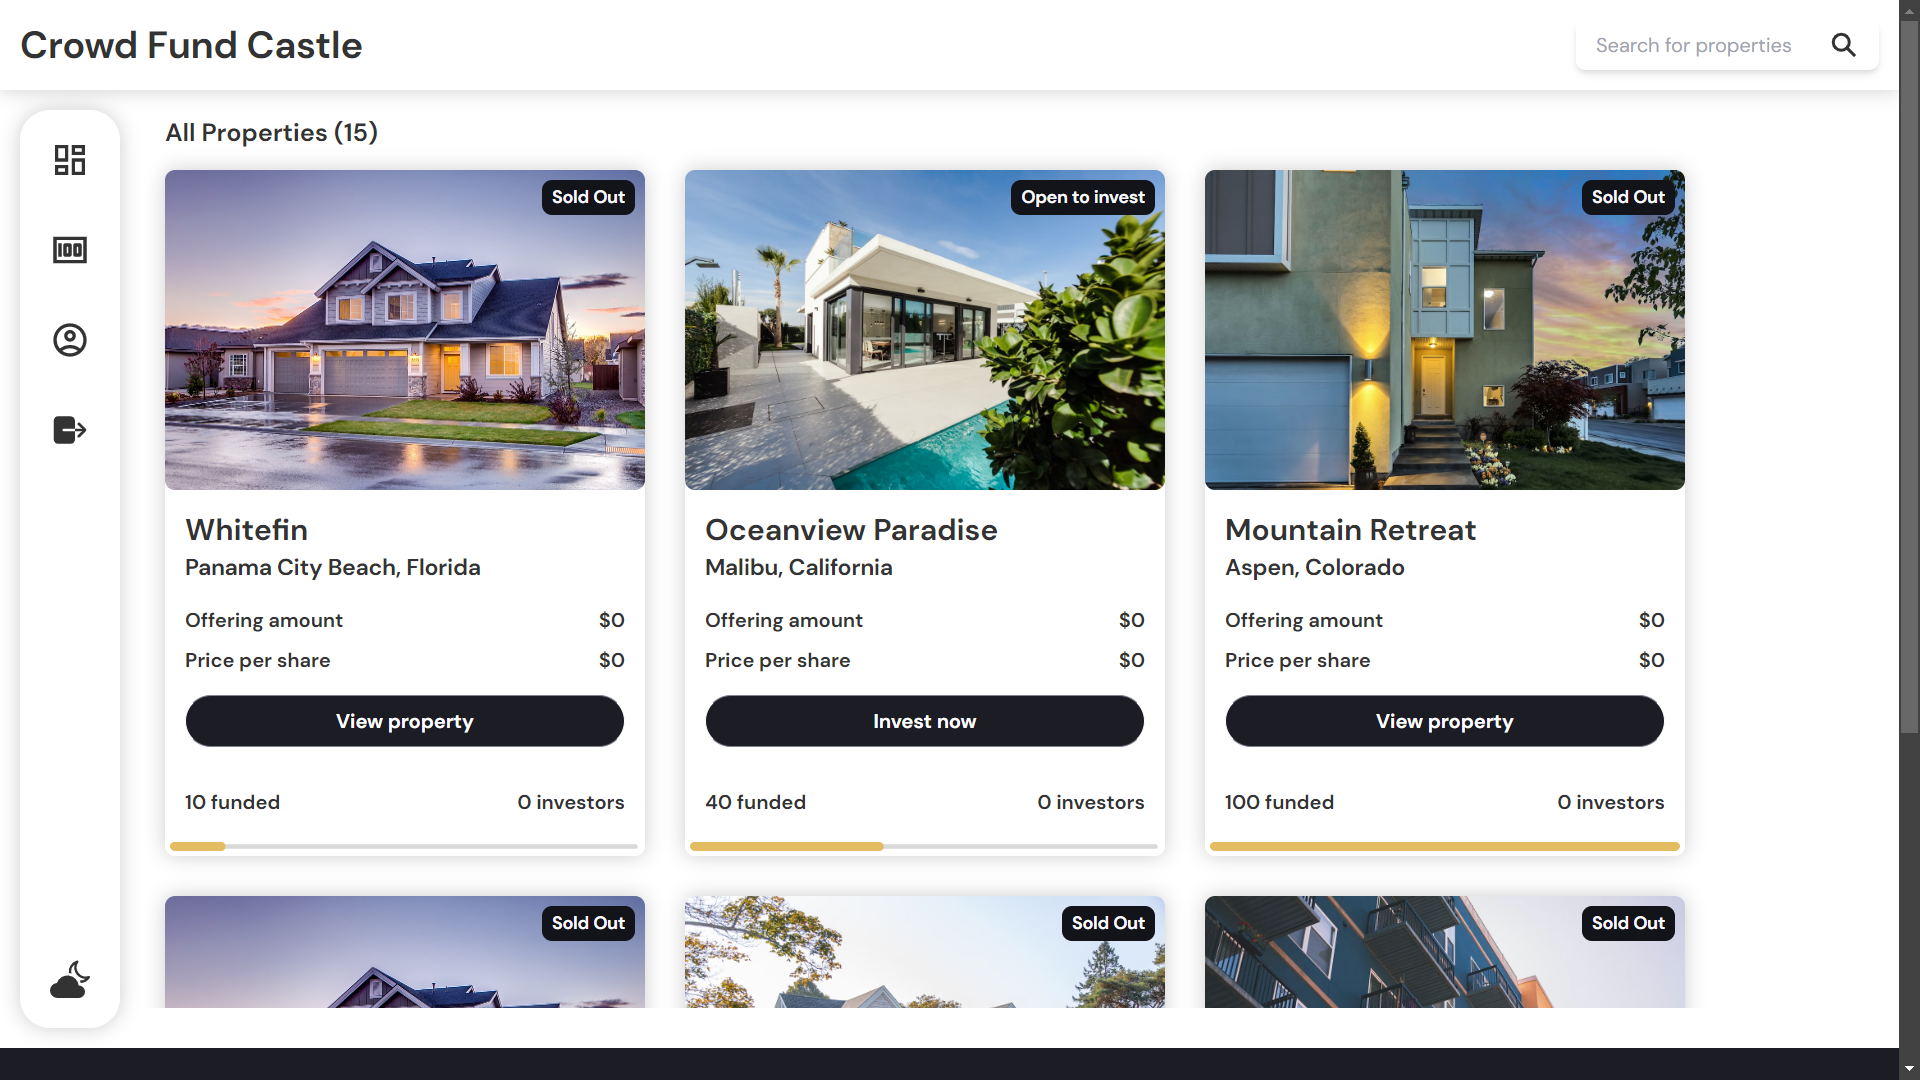 Crowd Fund Castle
Search for properties
All Properties (15)
100
Sold Out
Open to invest
Sold Out
Whitefin
Panama City Beach, Florida
Offering amount $0
Price per share $0
View property
10 funded 0 investors
Oceanview Paradise
Malibu, California
Offering amount $0
Price per share $0
Invest now
40 funded 0 investors
Mountain Retreat
Aspen, Colorado
Offering amount $0
Price per share $0
View property
100 funded 0 investors
Sold Out
Sold Out
Sold Out